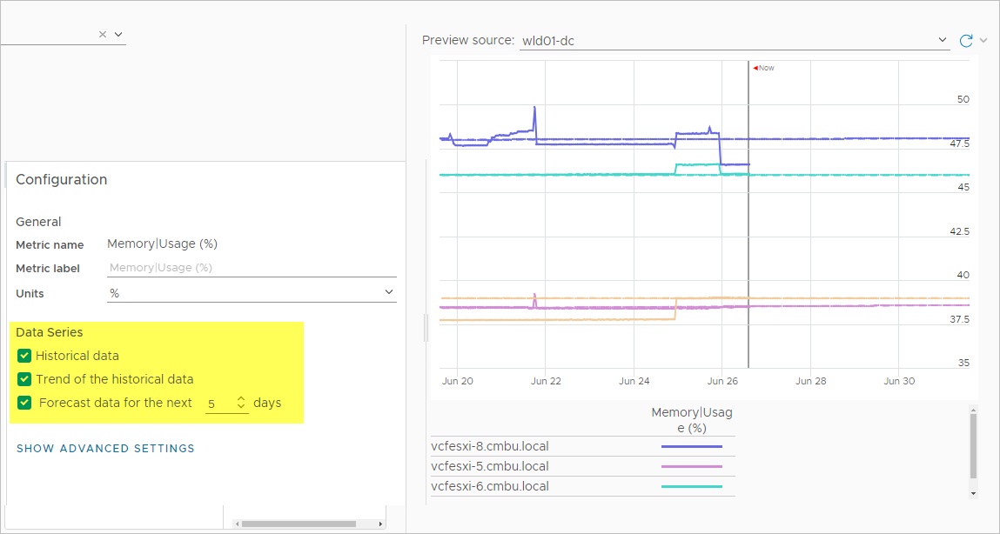 Preview source: wld01-dc
Now
50
47.5
45
42.5
40
37.5
35
Jun 20 Jun 22 Jun 24 Jun 26 Jun 28 Jun 30
Memory|Usag
e (%)
vcfesxi-8.cmbu.local
vcfesxi-5.cmbu.local
vcfesxi-6.cmbu.local
Configuration
General
Metric name Memory|Usage (%)
Metric label Memory|Usage (%)
Units %
Data Series
Historical data
Trend of the historical data
Forecast data for the next 5 days
SHOW ADVANCED SETTINGS